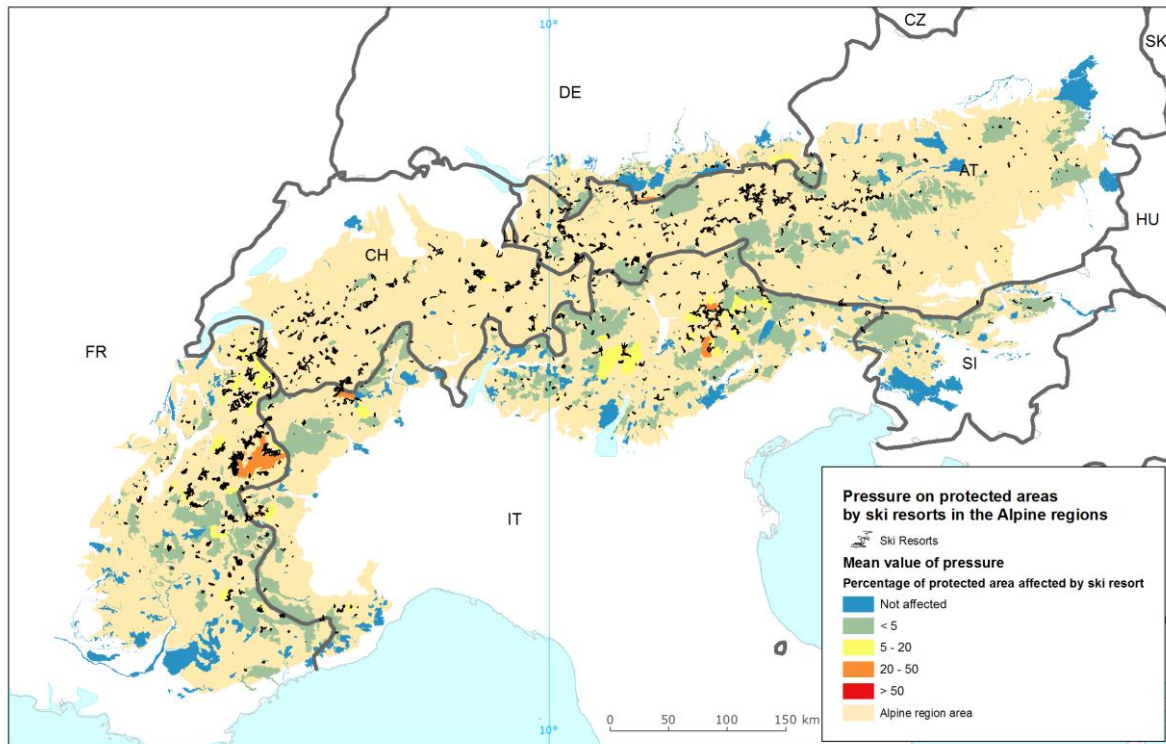 10°
CZ
SK
DE
AT
HU
CH
FR
SI
IT
10°
0 50 100 150 km
Pressure on protected areas
by ski resorts in the Alpine regions
Ski Resorts
Mean value of pressure
Percentage of protected area affected by ski resort
Not affected
< 5
5 - 20
20 - 50
> 50
Alpine region area